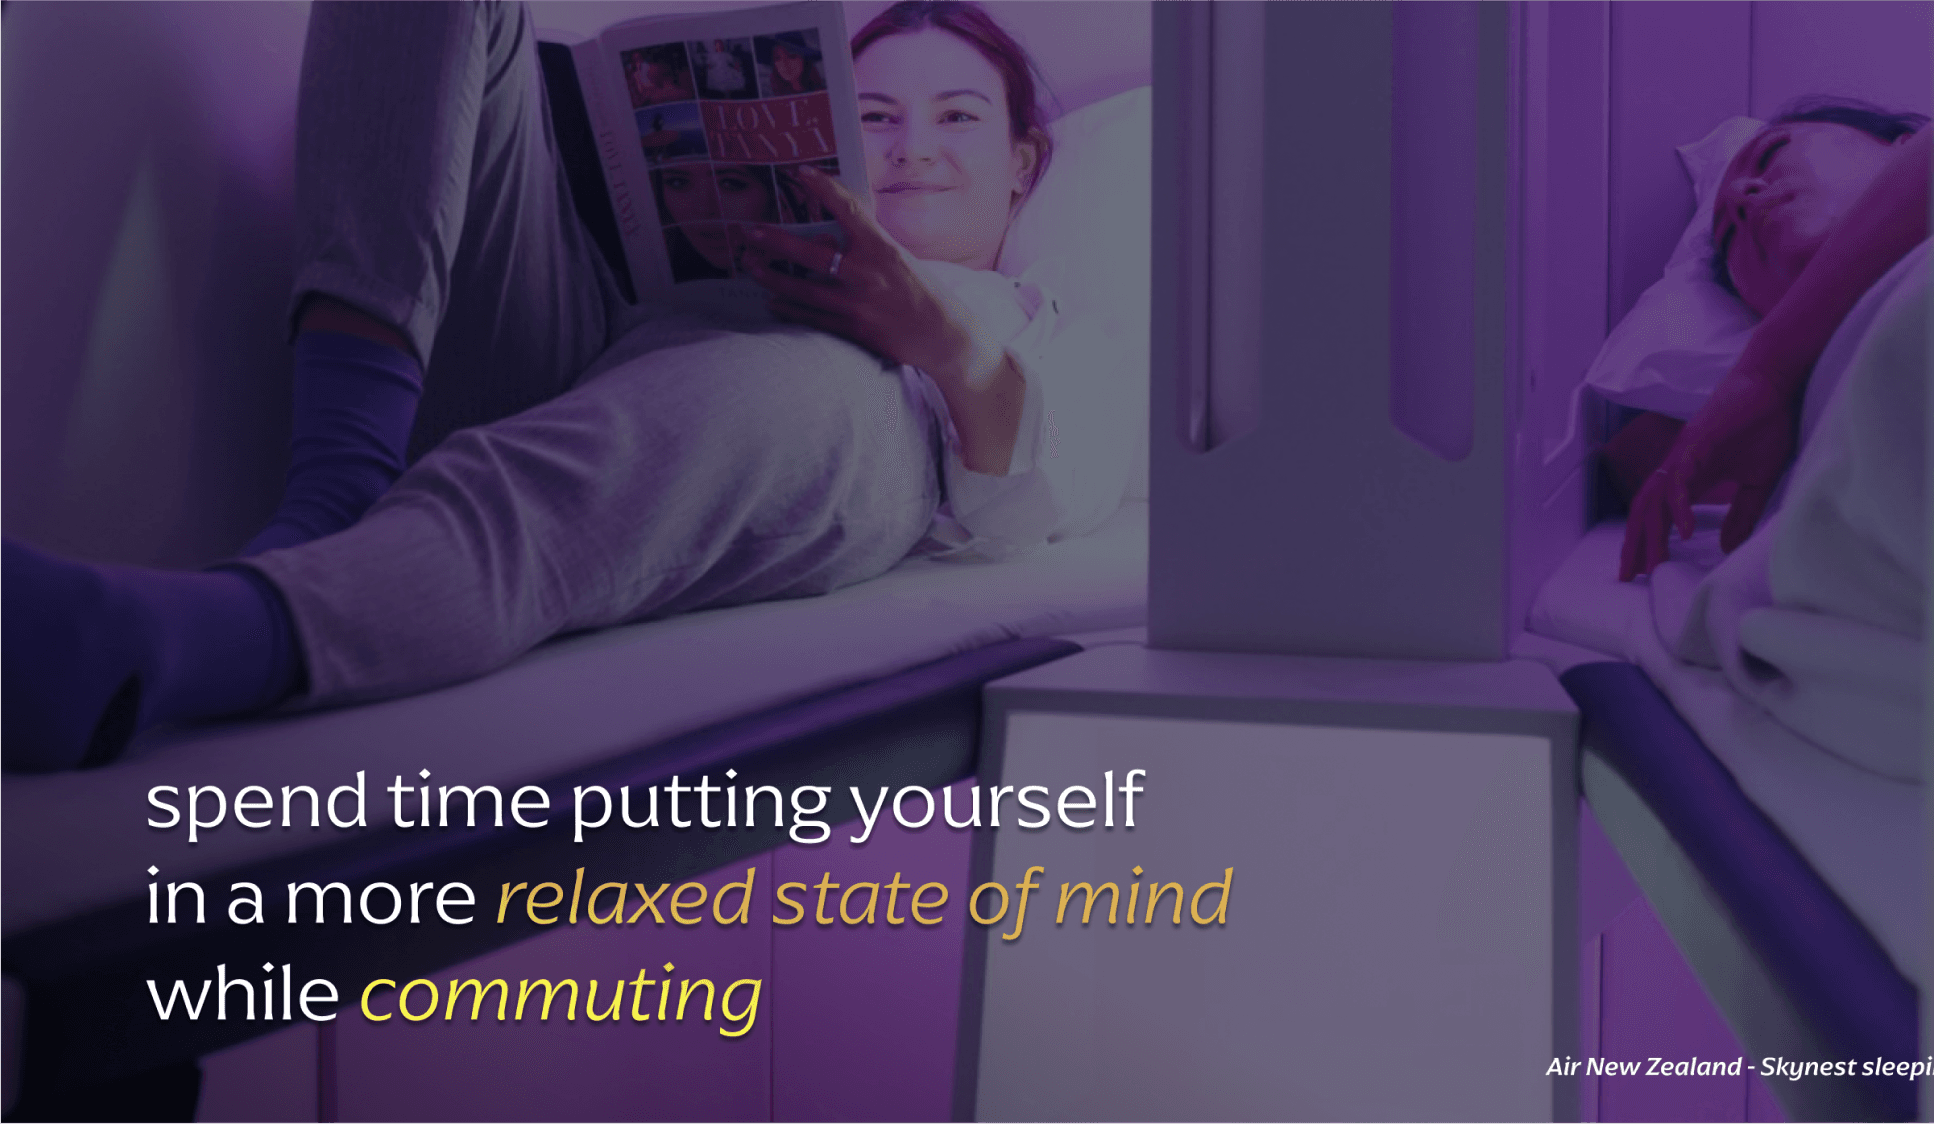 LOVE,
TANYA
spend time putting yourself
in a more relaxed state of mind
while commuting
Air New Zealand - Skynest sleepi